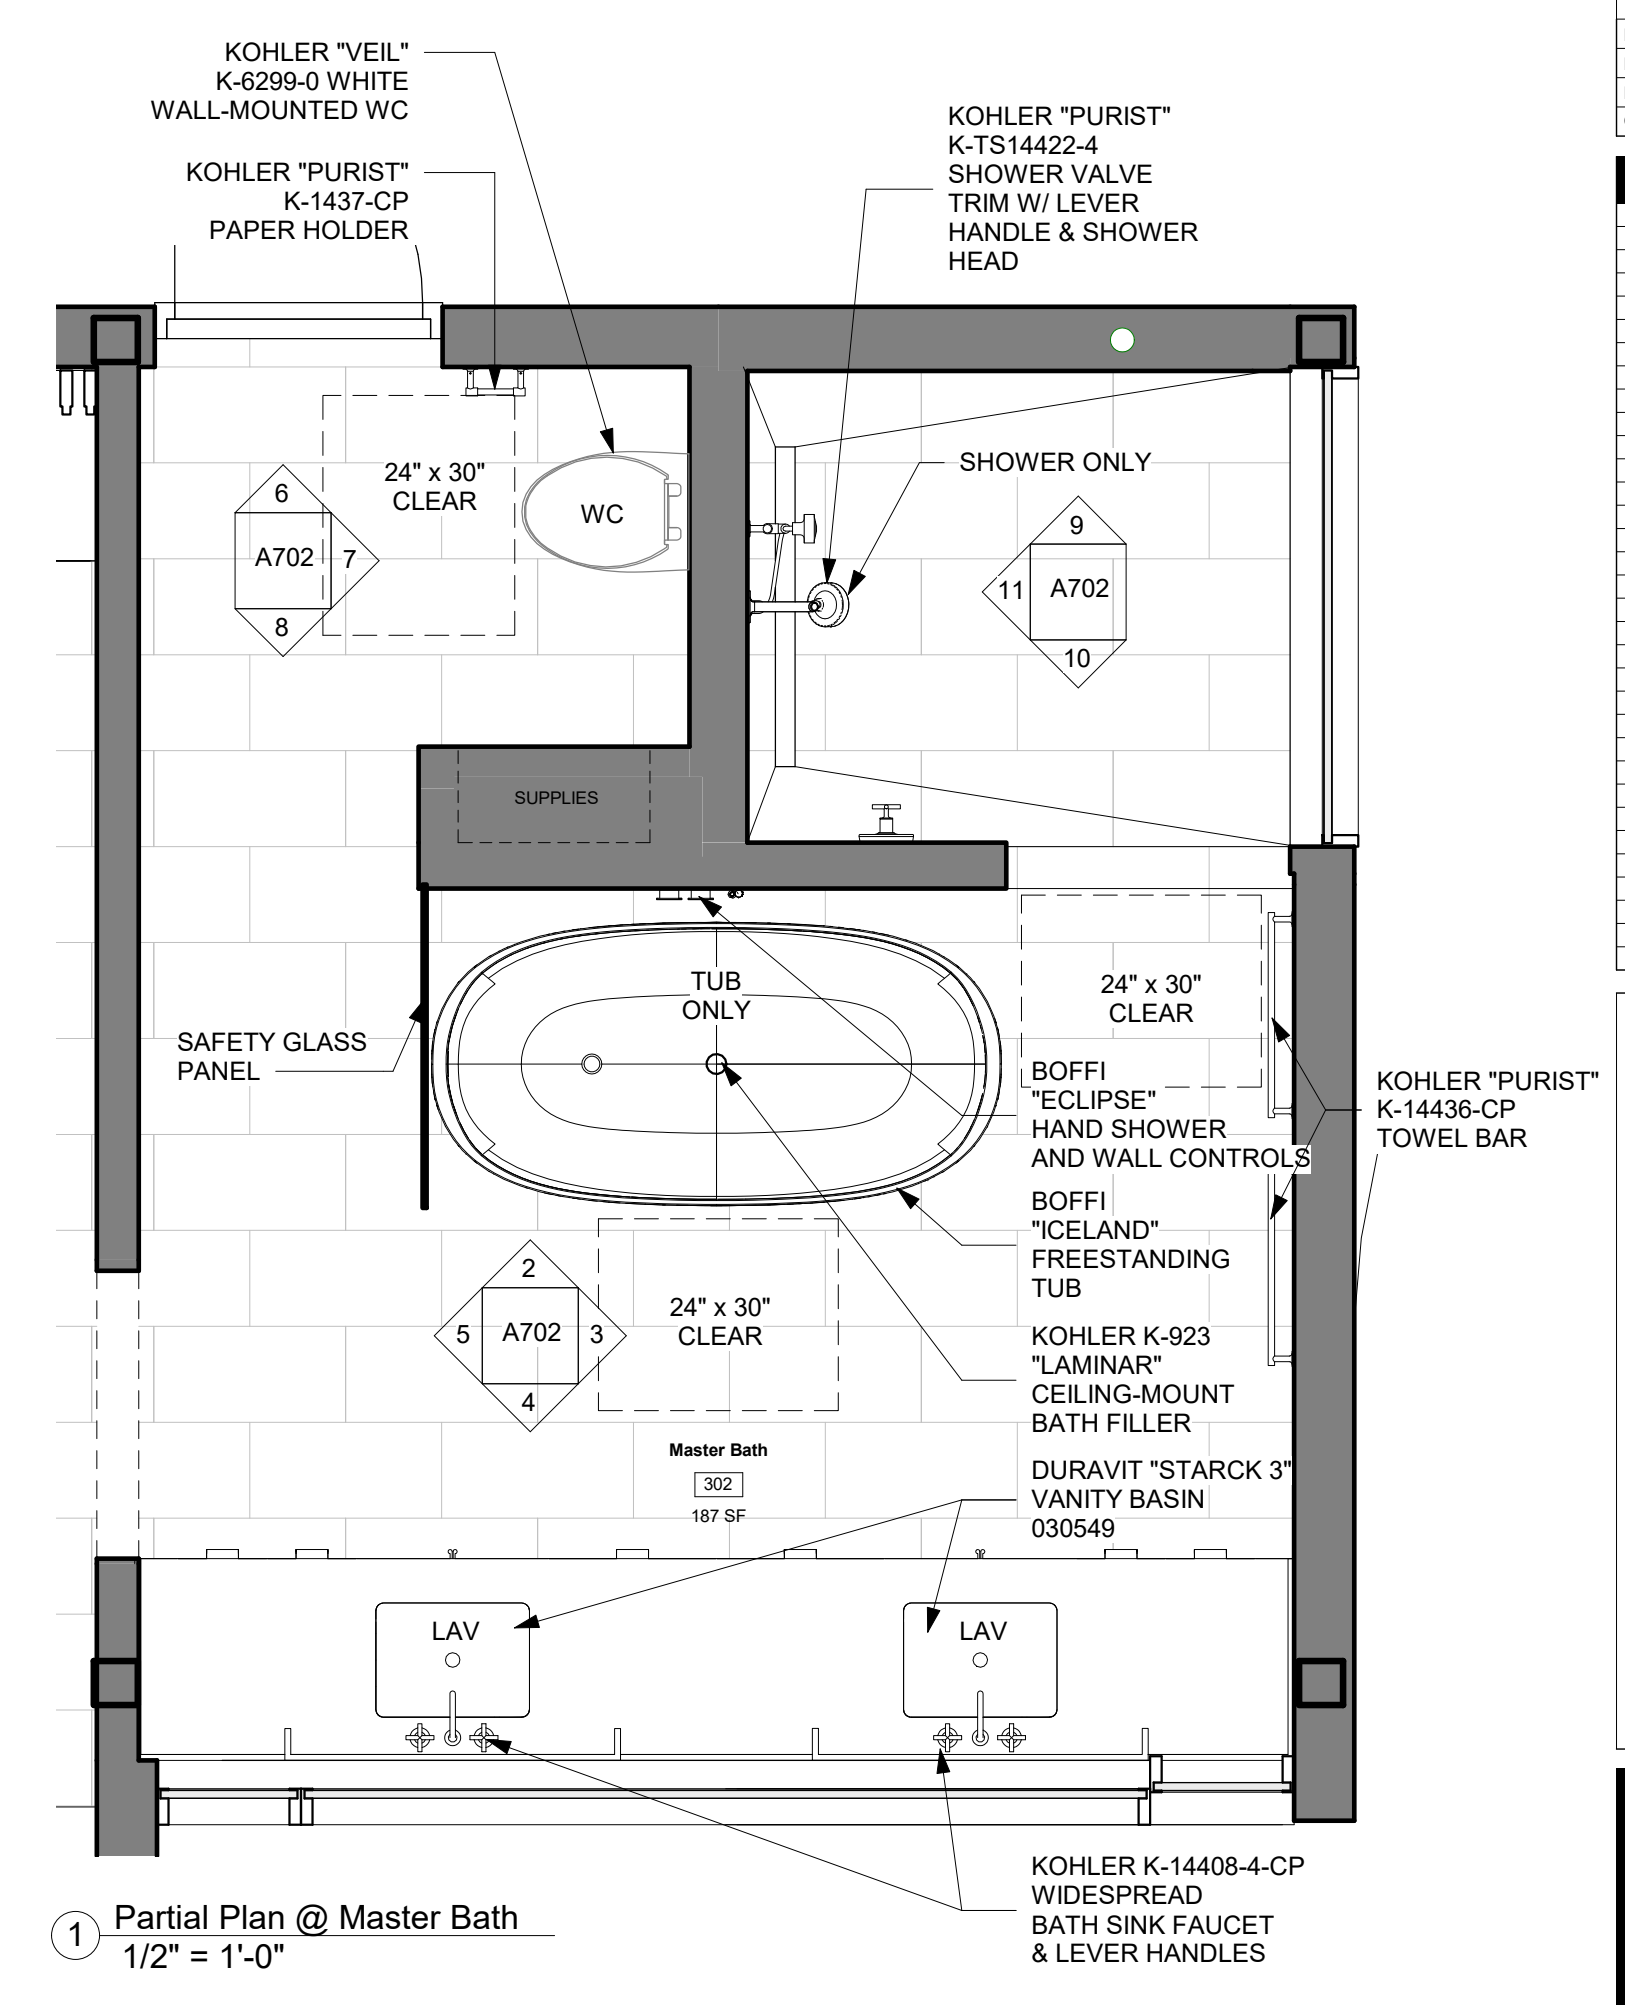 KOHLER "VEIL"
K-6299-0 WHITE
WALL-MOUNTED WC
KOHLER "PURIST"
K-1437-CP
PAPER HOLDER
KOHLER "PURIST"
K-TS14422-4
SHOWER VALVE
TRIM W/ LEVER
HANDLE & SHOWER
HEAD
24" x 30"
CLEAR
WC
SHOWER ONLY
6
A702
7
8
9
11
A702
10
SUPPLIES
TUB
ONLY
24" x 30"
CLEAR
SAFETY GLASS
PANEL
BOFFI
"ECLIPSE"
HAND SHOWER
AND WALL CONTROLS
KOHLER "PURIST"
K-14436-CP
TOWEL BAR
BOFFI
"ICELAND"
FREESTANDING
TUB
2
5
A702
3
4
24" x 30"
CLEAR
KOHLER K-923
"LAMINAR"
CEILING-MOUNT
BATH FILLER
Master Bath
302
187 SF
DURAVIT "STARCK 3"
VANITY BASIN
030549
LAV
LAV
KOHLER K-14408-4-CP
WIDESPREAD
BATH SINK FAUCET
& LEVER HANDLES
1
Partial Plan @ Master Bath
1/2" = 1'-0"